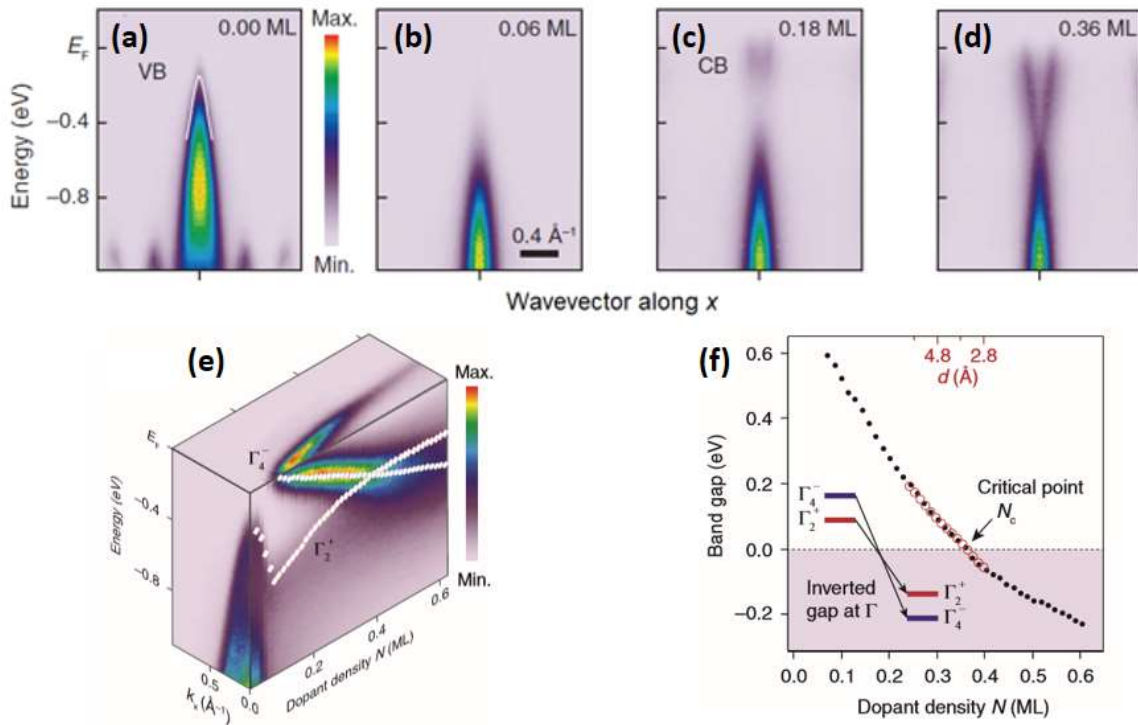 (a) 0.00 ML
E_F
VB
−0.4
−0.8
Energy (eV)
Max.
Min.
(b) 0.06 ML
0.4 Å⁻¹
(c) 0.18 ML
CB
(d) 0.36 ML
Wavevector along x
(e)
E_F
−0.4
−0.8
Energy (eV)
Γ₄⁻
Γ₂⁺
0.5
0.0
kₓ (Å⁻¹)
0.2
0.4
0.6
Dopant density N (ML)
Max.
Min.
(f)
4.8 2.8
d (Å)
0.6
0.4
0.2
0.0
−0.2
Band gap (eV)
Critical point
N_c
Γ₄⁻
Γ₂⁺
Inverted
gap at Γ
Γ₂⁺
Γ₄⁻
0.0 0.1 0.2 0.3 0.4 0.5 0.6
Dopant density N (ML)